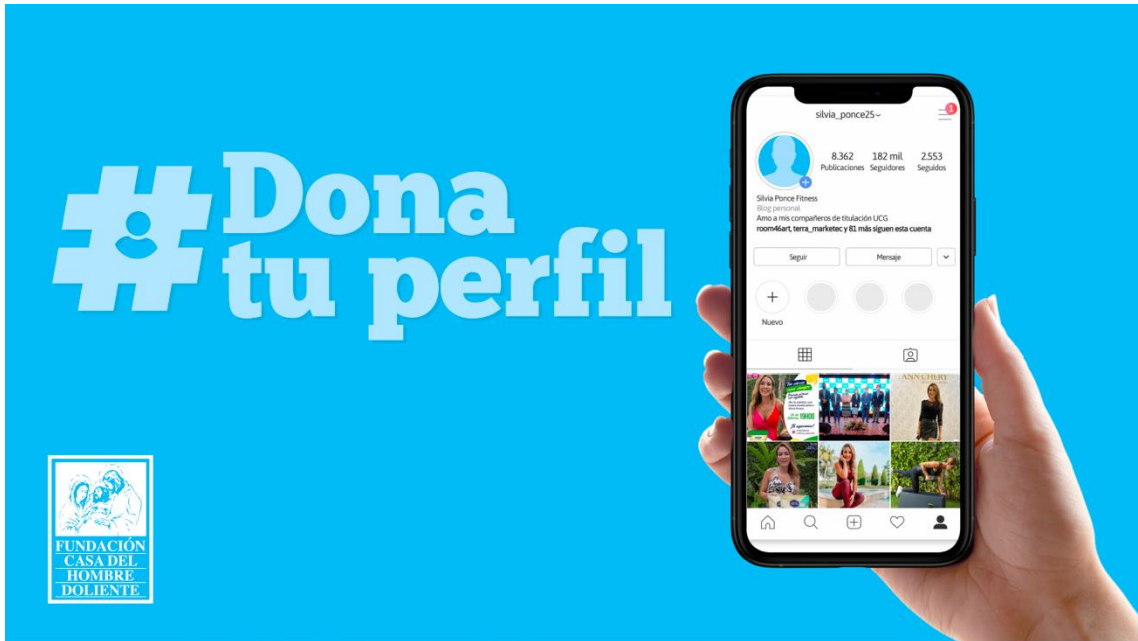 #Dona
tu perfil
FUNDACIÓN
CASA DEL
HOMBRE
DOLIENTE
silvia_ponce25
1
8.362 182 mil 2.553
Publicaciones Seguidores Seguidos
Silvia Ponce Fitness
Blog personal
Amo a mis compañeros de titulación UCG
room46art, terra_marketec y 81 más siguen esta cuenta
Seguir Mensaje
Nuevo
19H00
ANN CHERY